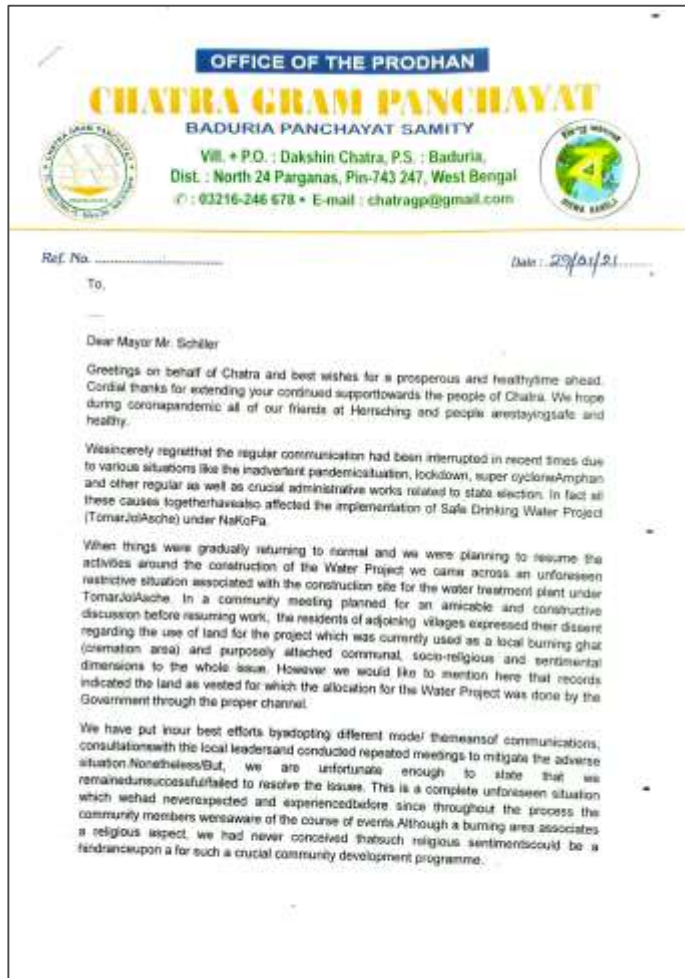 OFFICE OF THE PRODHAN
CHATRA GRAM PANCHAYAT
BADURIA PANCHAYAT SAMITY
Vill. + P.O. : Dakshin Chatra, P.S. : Baduria,
Dist. : North 24 Parganas, Pin-743 247, West Bengal
✆ : 03216-246 678 • E-mail : chatragp@gmail.com
CHATRA GRAM PANCHAYAT
BISWA BANGLA
Ref. No. ................................
Date : 29/01/21
To,
Dear Mayor Mr. Schiller
Greetings on behalf of Chatra and best wishes for a prosperous and healthytime ahead.
Cordial thanks for extending your continued supporttowards the people of Chatra. We hope
during coronapandemic all of our friends at Herrsching and people arestayingsafe and
healthy.
Wesincerely regretthat the regular communication had been interrupted in recent times due
to various situations like the inadvertent pandemicsituation, lockdown, super cycloneAmphan
and other regular as well as crucial administrative works related to state election. In fact all
these causes togetherhavealso affected the implementation of Safe Drinking Water Project
(TomarJolAsche) under NaKoPa.
When things were gradually returning to normal and we were planning to resume the
activities around the construction of the Water Project we came across an unforeseen
restrictive situation associated with the construction site for the water treatment plant under
TomarJolAsche. In a community meeting planned for an amicable and constructive
discussion before resuming work, the residents of adjoining villages expressed their dissent
regarding the use of land for the project which was currently used as a local burning ghat
(cremation area) and purposely attached communal, socio-religious and sentimental
dimensions to the whole issue. However we would like to mention here that records
indicated the land as vested for which the allocation for the Water Project was done by the
Government through the proper channel.
We have put inour best efforts byadopting different mode/ themeansof communications,
consultationswith the local leadersand conducted repeated meetings to mitigate the adverse
situation.Nonetheless/But, we are unfortunate enough to state that we
remainedunsuccessful/failed to resolve the issues. This is a complete unforeseen situation
which wehad neverexpected and experiencedbefore since throughout the process the
community members wereaware of the course of events.Although a burning area associates
a religious aspect, we had never conceived thatsuch religious sentimentscould be a
hindranceupon a for such a crucial community development programme.